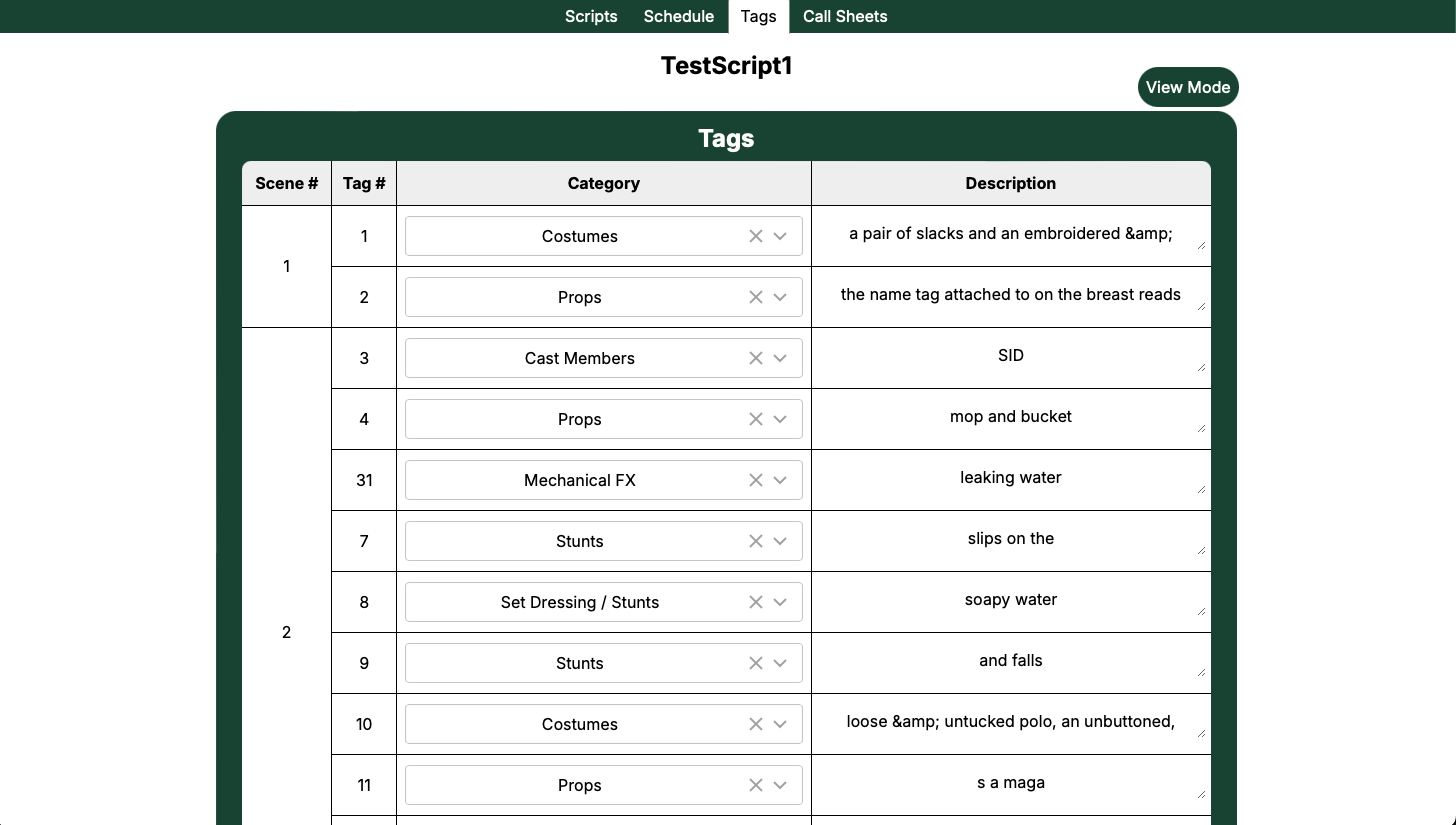 Scripts Schedule Tags Call Sheets
TestScript1
View Mode
Tags
Scene # Tag # Category Description
1
1 Costumes a pair of slacks and an embroidered &amp;
2 Props the name tag attached to on the breast reads
2
3 Cast Members SID
4 Props mop and bucket
31 Mechanical FX leaking water
7 Stunts slips on the
8 Set Dressing / Stunts soapy water
9 Stunts and falls
10 Costumes loose &amp; untucked polo, an unbuttoned,
11 Props s a maga